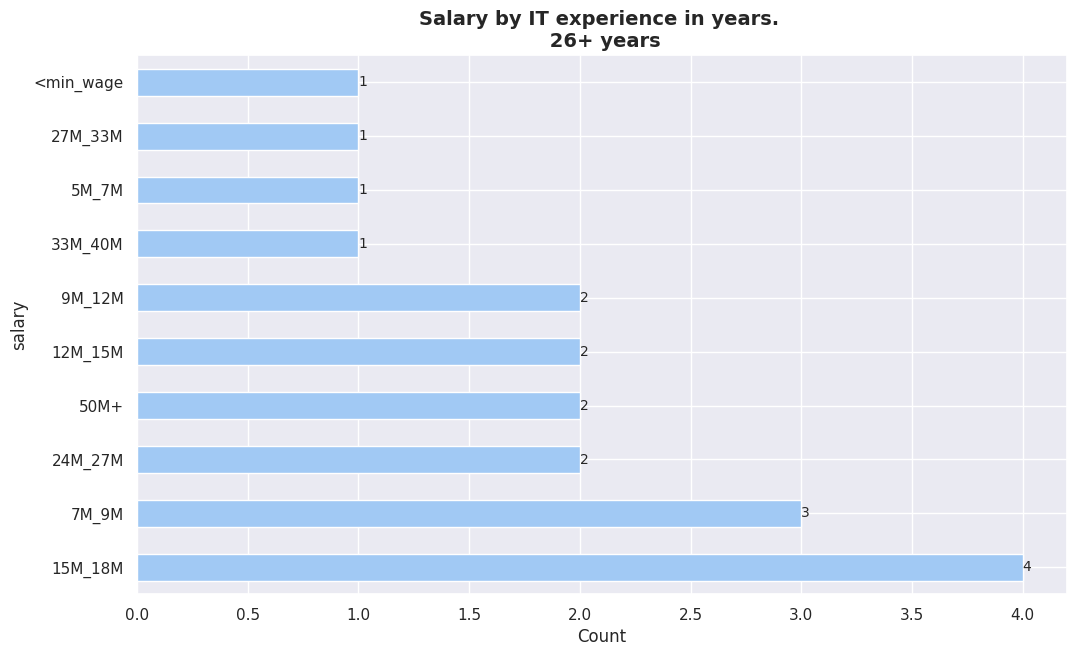 Salary by IT experience in years.
26+ years
<min_wage
1
27M_33M
1
5M_7M
1
33M_40M
1
9M_12M
2
12M_15M
2
50M+
2
24M_27M
2
7M_9M
3
15M_18M
4
salary
0.0 0.5 1.0 1.5 2.0 2.5 3.0 3.5 4.0
Count